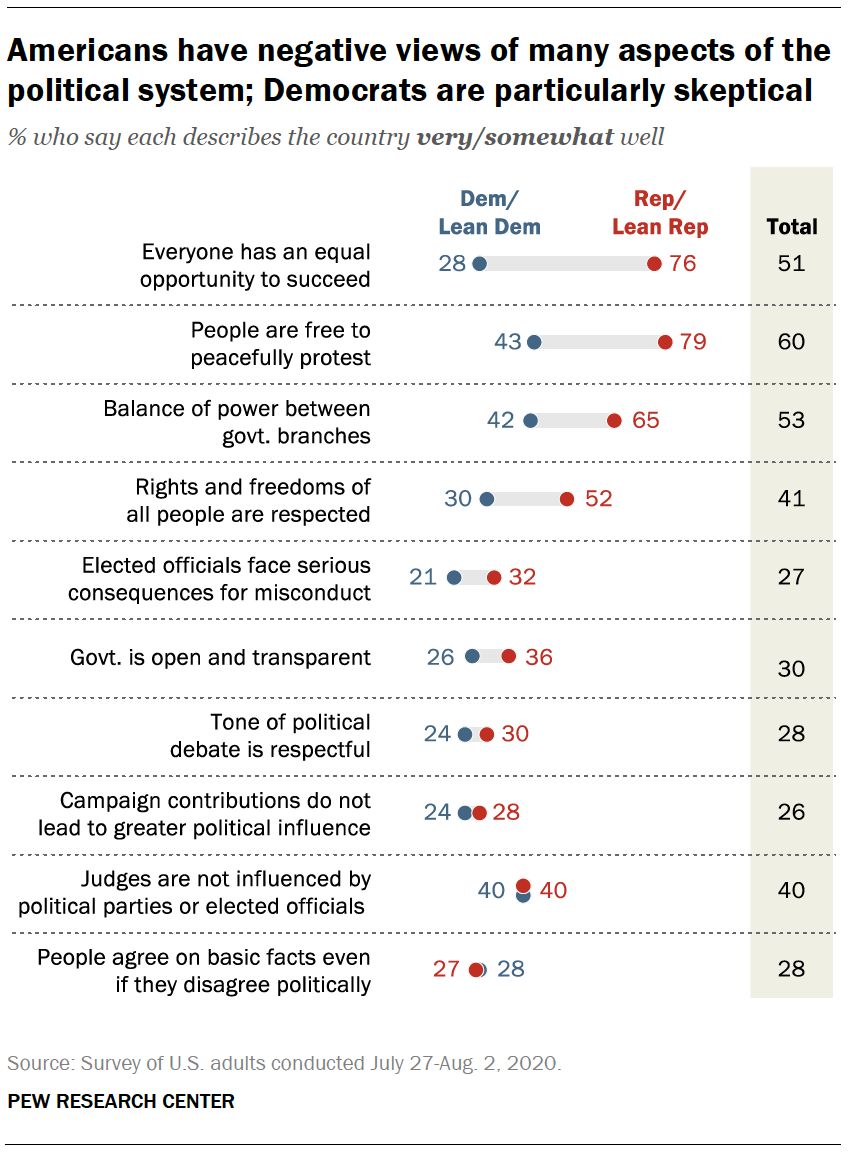 Americans have negative views of many aspects of the
political system; Democrats are particularly skeptical
% who say each describes the country very/somewhat well
Dem/
Lean Dem
Rep/
Lean Rep
Total
Everyone has an equal
opportunity to succeed
28 76 51
People are free to
peacefully protest
43 79 60
Balance of power between
govt. branches
42 65 53
Rights and freedoms of
all people are respected
30 52 41
Elected officials face serious
consequences for misconduct
21 32 27
Govt. is open and transparent
26 36 30
Tone of political
debate is respectful
24 30 28
Campaign contributions do not
lead to greater political influence
24 28 26
Judges are not influenced by
political parties or elected officials
40 40 40
People agree on basic facts even
if they disagree politically
27 28 28
Source: Survey of U.S. adults conducted July 27-Aug. 2, 2020.
PEW RESEARCH CENTER